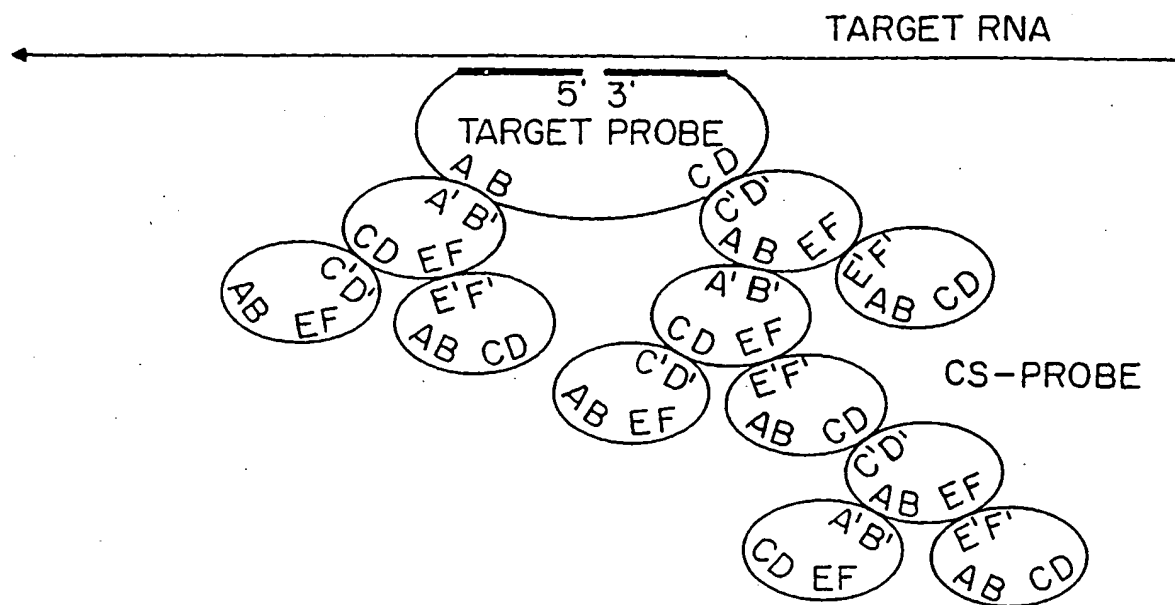 TARGET RNA
5' 3'
TARGET PROBE
AB
CD
A'B'
CD EF
C'D'
AB EF
E'F'
AB CD
C'D'
AB EF
E'F'
AB CD
A'B'
CD EF
C'D'
AB EF
E'F'
AB CD
CS-PROBE
C'D'
AB EF
A'B'
CD EF
E'F'
AB CD